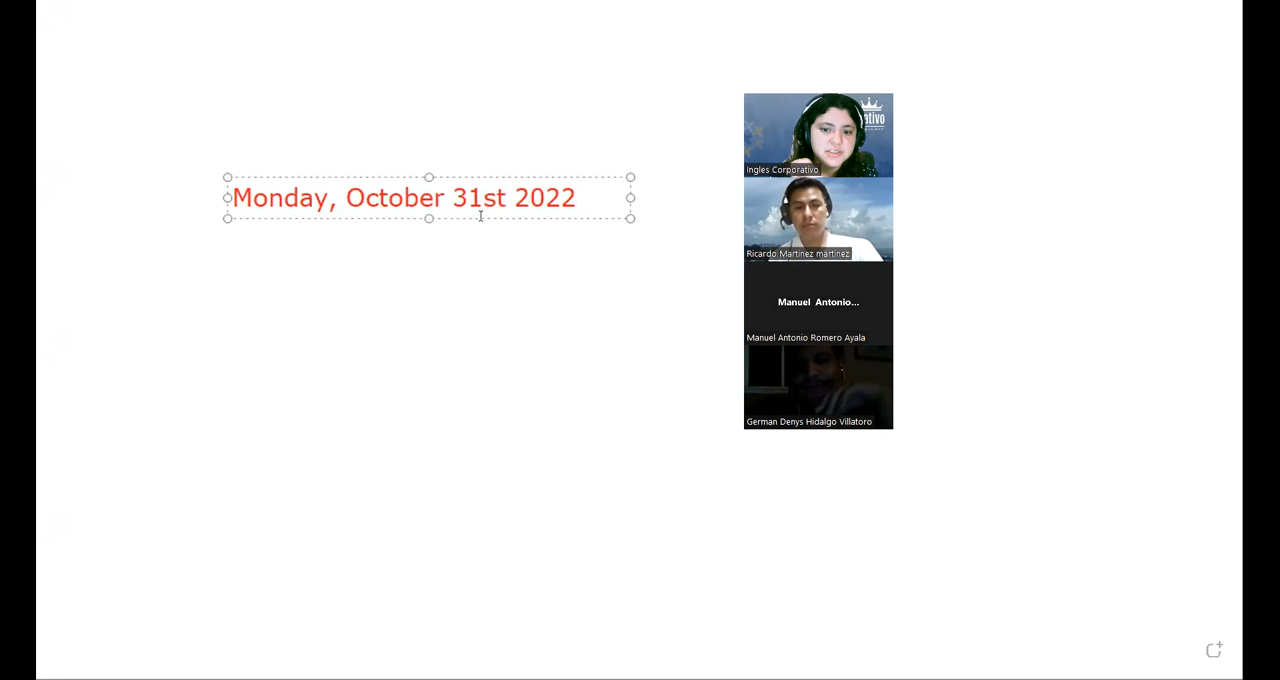 Monday, October 31st 2022
ativo
Ingles Corporativo
Ricardo Martinez martinez
Manuel Antonio...
Manuel Antonio Romero Ayala
German Denys Hidalgo Villatoro